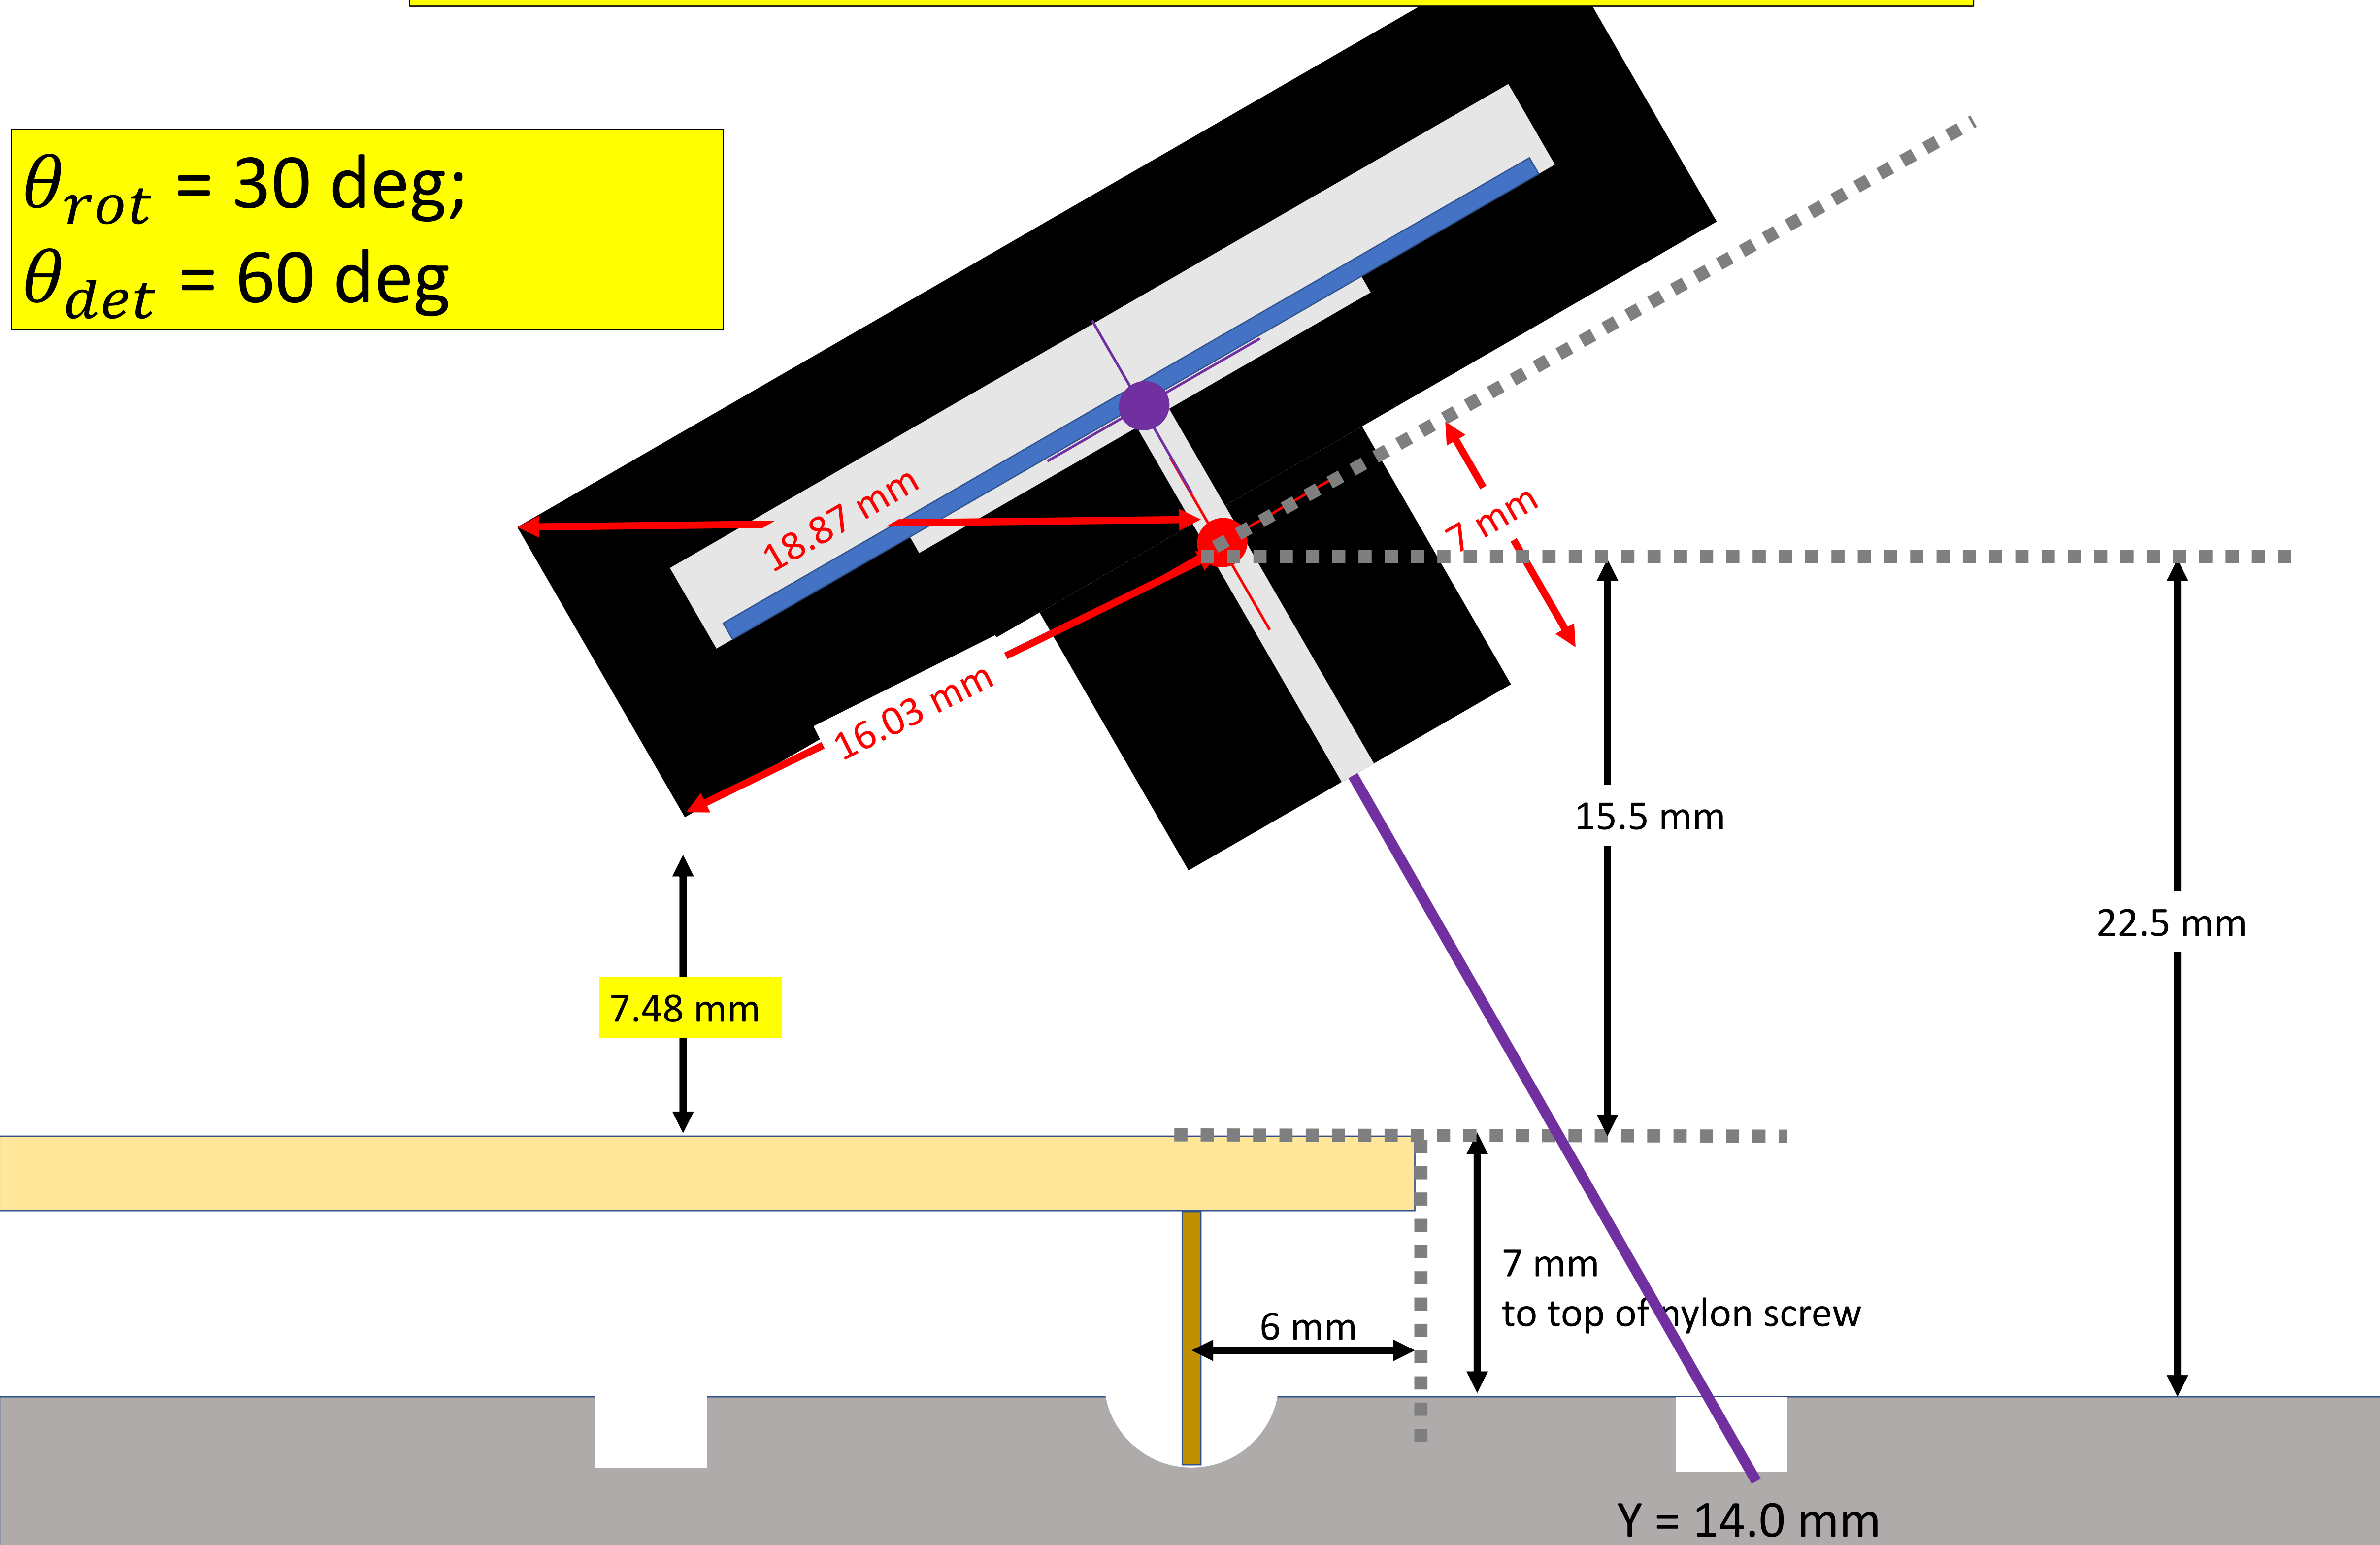 θrot = 30 deg;
θdet = 60 deg
18.87 mm
7 mm
16.03 mm
15.5 mm
22.5 mm
7.48 mm
7 mm
to top of nylon screw
6 mm
Y = 14.0 mm